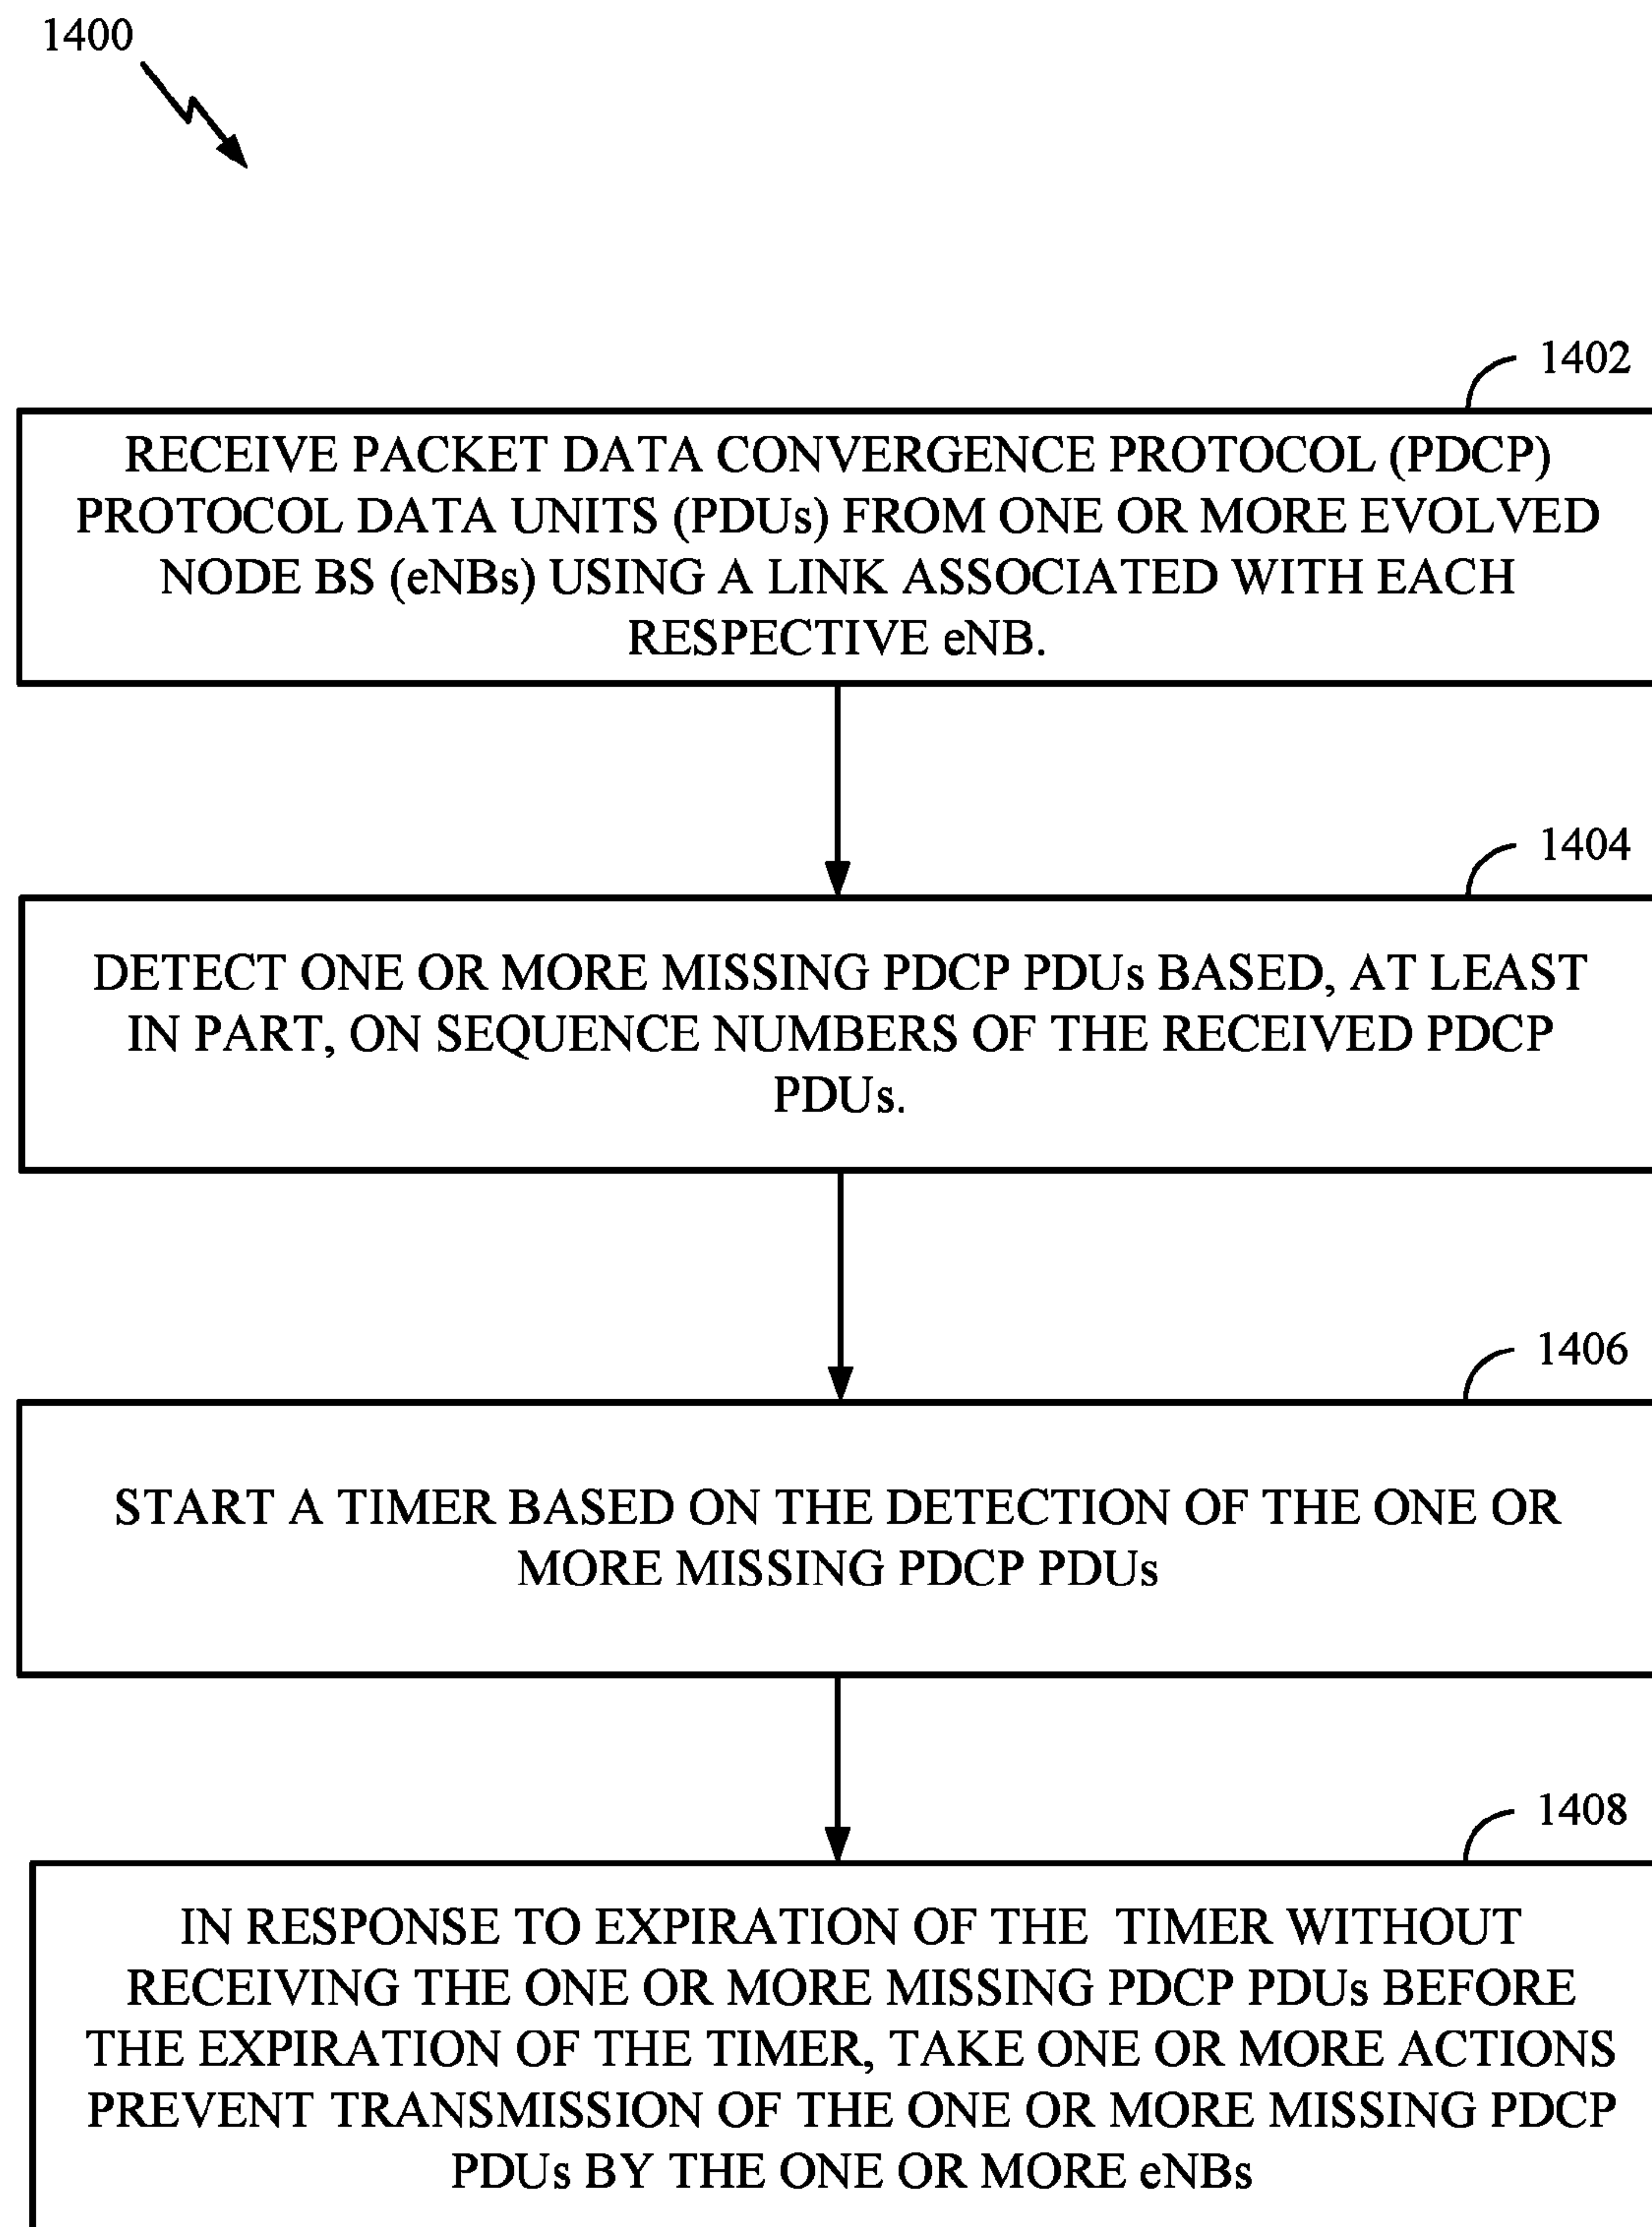 1400
1402
RECEIVE PACKET DATA CONVERGENCE PROTOCOL (PDCP)
PROTOCOL DATA UNITS (PDUs) FROM ONE OR MORE EVOLVED
NODE BS (eNBs) USING A LINK ASSOCIATED WITH EACH
RESPECTIVE eNB.
1404
DETECT ONE OR MORE MISSING PDCP PDUs BASED, AT LEAST
IN PART, ON SEQUENCE NUMBERS OF THE RECEIVED PDCP
PDUs.
1406
START A TIMER BASED ON THE DETECTION OF THE ONE OR
MORE MISSING PDCP PDUs
1408
IN RESPONSE TO EXPIRATION OF THE TIMER WITHOUT
RECEIVING THE ONE OR MORE MISSING PDCP PDUs BEFORE
THE EXPIRATION OF THE TIMER, TAKE ONE OR MORE ACTIONS
PREVENT TRANSMISSION OF THE ONE OR MORE MISSING PDCP
PDUs BY THE ONE OR MORE eNBs